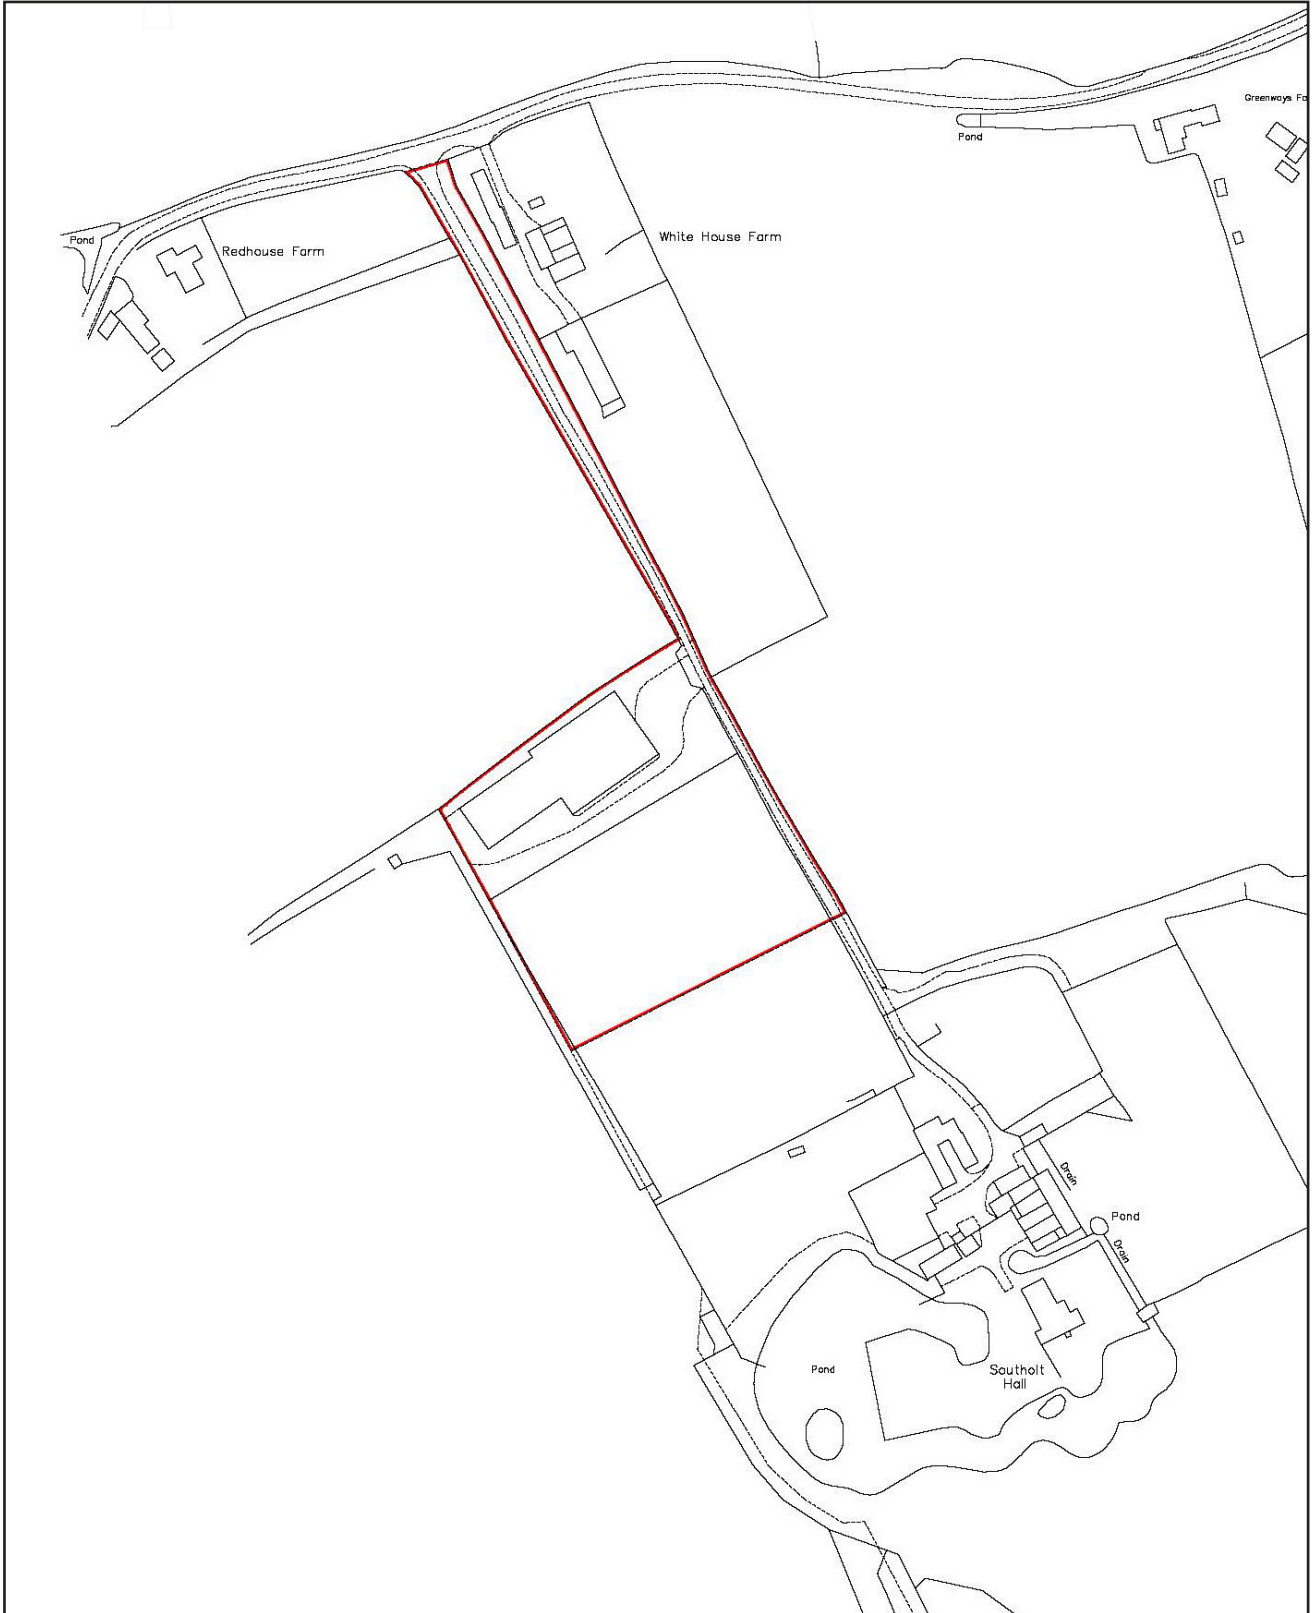 Greenways Fa
Pond
White House Farm
Pond
Redhouse Farm
Drain
Pond
Drain
Pond
Southolt
Hall